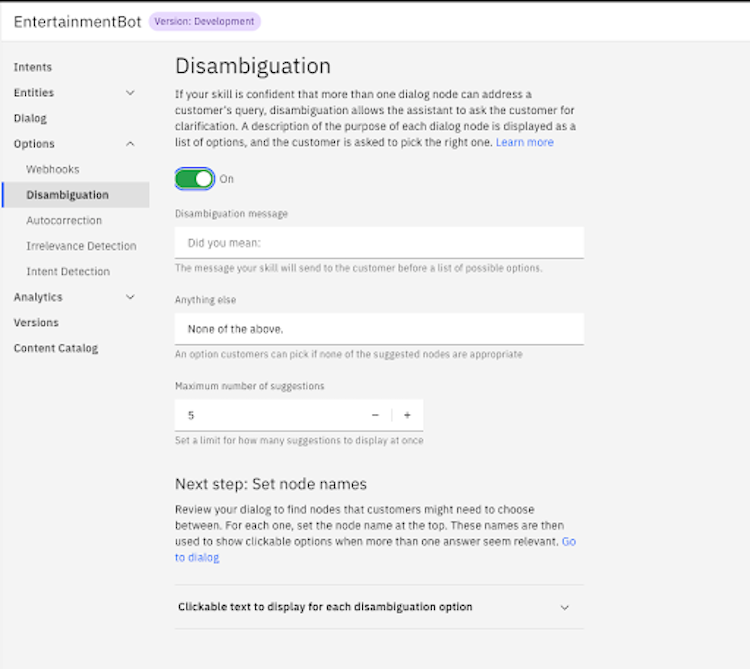 EntertainmentBot Version: Development
Intents
Entities
Dialog
Options
Webhooks
Disambiguation
Autocorrection
Irrelevance Detection
Intent Detection
Analytics
Versions
Content Catalog
Disambiguation
If your skill is confident that more than one dialog node can address a
customer's query, disambiguation allows the assistant to ask the customer for
clarification. A description of the purpose of each dialog node is displayed as a
list of options, and the customer is asked to pick the right one. Learn more
On
Disambiguation message
Did you mean:
The message your skill will send to the customer before a list of possible options.
Anything else
None of the above.
An option customers can pick if none of the suggested nodes are appropriate
Maximum number of suggestions
5 − +
Set a limit for how many suggestions to display at once
Next step: Set node names
Review your dialog to find nodes that customers might need to choose
between. For each one, set the node name at the top. These names are then
used to show clickable options when more than one answer seem relevant. Go
to dialog
Clickable text to display for each disambiguation option